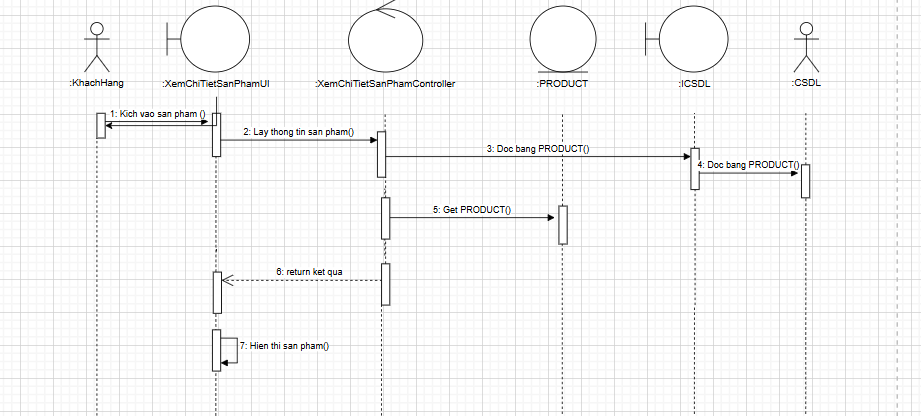 :KhachHang
:XemChiTietSanPhamUI
:XemChiTietSanPhamController
:PRODUCT
:ICSDL
:CSDL
1: Kich vao san pham ()
2: Lay thong tin san pham()
3: Doc bang PRODUCT()
4: Doc bang PRODUCT()
5: Get PRODUCT()
6: return ket qua
7: Hien thi san pham()